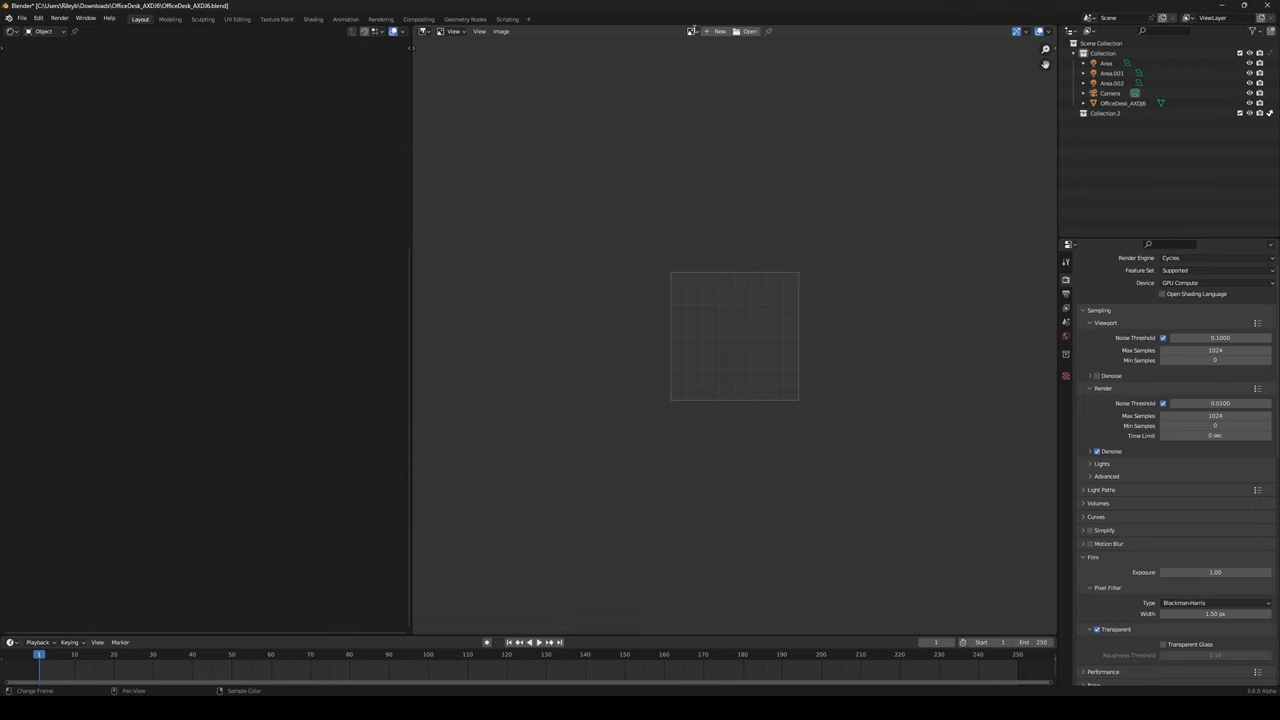 Blender* [C:\Users\Rileyb\Downloads\OfficeDesk_AXDJ6\OfficeDesk_AXDJ6.blend]
File Edit Render Window Help Layout Modeling Sculpting UV Editing Texture Paint Shading Animation Rendering Compositing Geometry Nodes Scripting +
Scene ViewLayer
Object View View Image New Open
Scene Collection
Collection
Area
Area.001
Area.002
Camera
OfficeDesk_AXDJ6
Collection 2
Render Engine Cycles
Feature Set Supported
Device GPU Compute
Open Shading Language
Sampling
Viewport
Noise Threshold 0.1000
Max Samples 1024
Min Samples 0
Denoise
Render
Noise Threshold 0.0100
Max Samples 1024
Min Samples 0
Time Limit 0 sec
Denoise
Lights
Advanced
Light Paths
Volumes
Curves
Simplify
Motion Blur
Film
Exposure 1.00
Pixel Filter
Type Blackman-Harris
Width 1.50 px
Transparent
Transparent Glass
Roughness Threshold 0.10
Performance
Playback Keying View Marker 1 Start 1 End 250
1 10 20 30 40 50 60 70 80 90 100 110 120 130 140 150 160 170 180 190 200 210 220 230 240 250
Change Frame Pan View Sample Color 3.6.0 Alpha